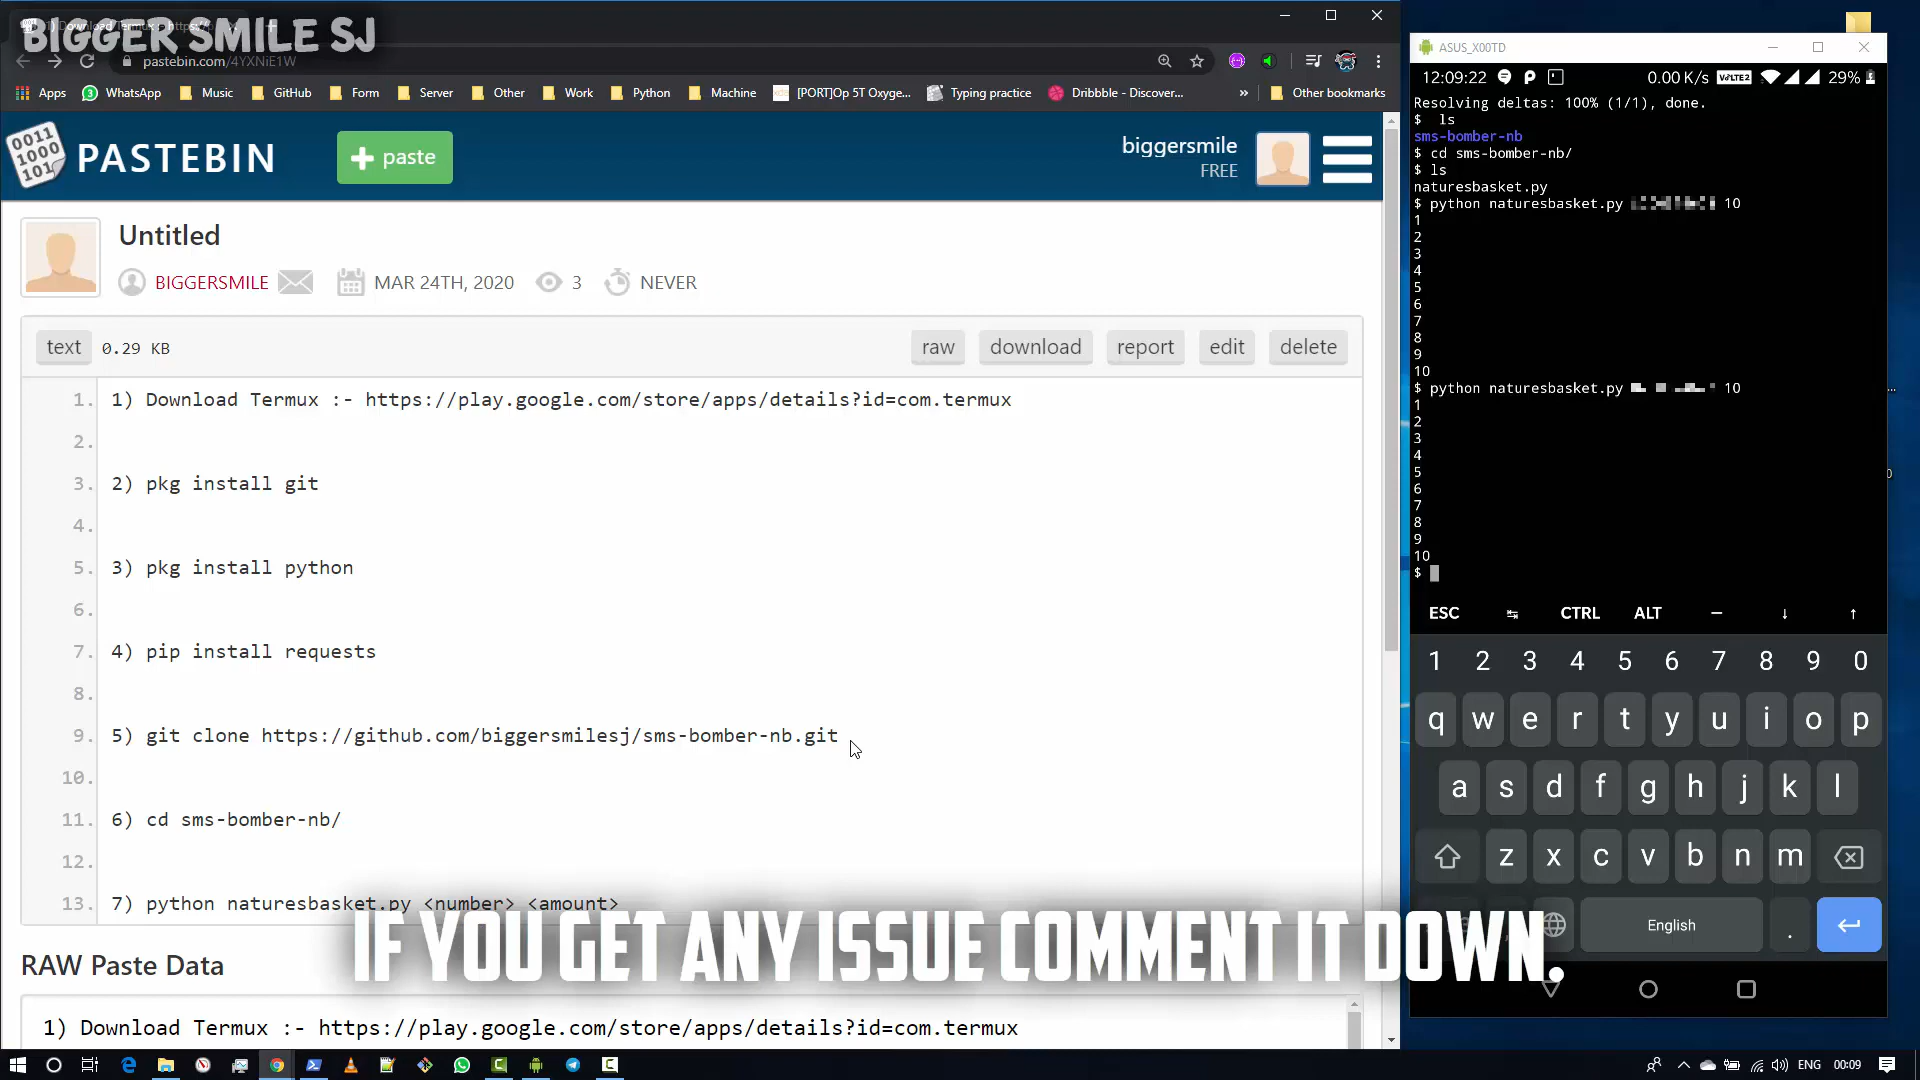 BIGGER SMILE SJ
pastebin.com/4YXNiE1W
Apps
WhatsApp
Music
GitHub
Form
Server
Other
Work
Python
Machine
[PORT]Op 5T Oxyge...
Typing practice
Dribbble - Discover...
»
Other bookmarks
0011
1000
101
PASTEBIN
+ paste
biggersmile
FREE
Untitled
BIGGERSMILE
MAR 24TH, 2020
3
NEVER
text
0.29 KB
raw
download
report
edit
delete
1. 1) Download Termux :- https://play.google.com/store/apps/details?id=com.termux
2.
3. 2) pkg install git
4.
5. 3) pkg install python
6.
7. 4) pip install requests
8.
9. 5) git clone https://github.com/biggersmilesj/sms-bomber-nb.git
10.
11. 6) cd sms-bomber-nb/
12.
13. 7) python naturesbasket.py <number> <amount>
IF YOU GET ANY ISSUE COMMENT IT DOWN.
RAW Paste Data
1) Download Termux :- https://play.google.com/store/apps/details?id=com.termux
ASUS_X00TD
12:09:22
0.00 K/s
VoLTE2
29%
Resolving deltas: 100% (1/1), done.
$ ls
sms-bomber-nb
$ cd sms-bomber-nb/
$ ls
naturesbasket.py
$ python naturesbasket.py 10
1
2
3
4
5
6
7
8
9
10
$ python naturesbasket.py 10
1
2
3
4
5
6
7
8
9
10
$
ESC CTRL ALT – ↓ ↑
1 2 3 4 5 6 7 8 9 0
q w e r t y u i o p
a s d f g h j k l
z x c v b n m
English .
ENG
00:09